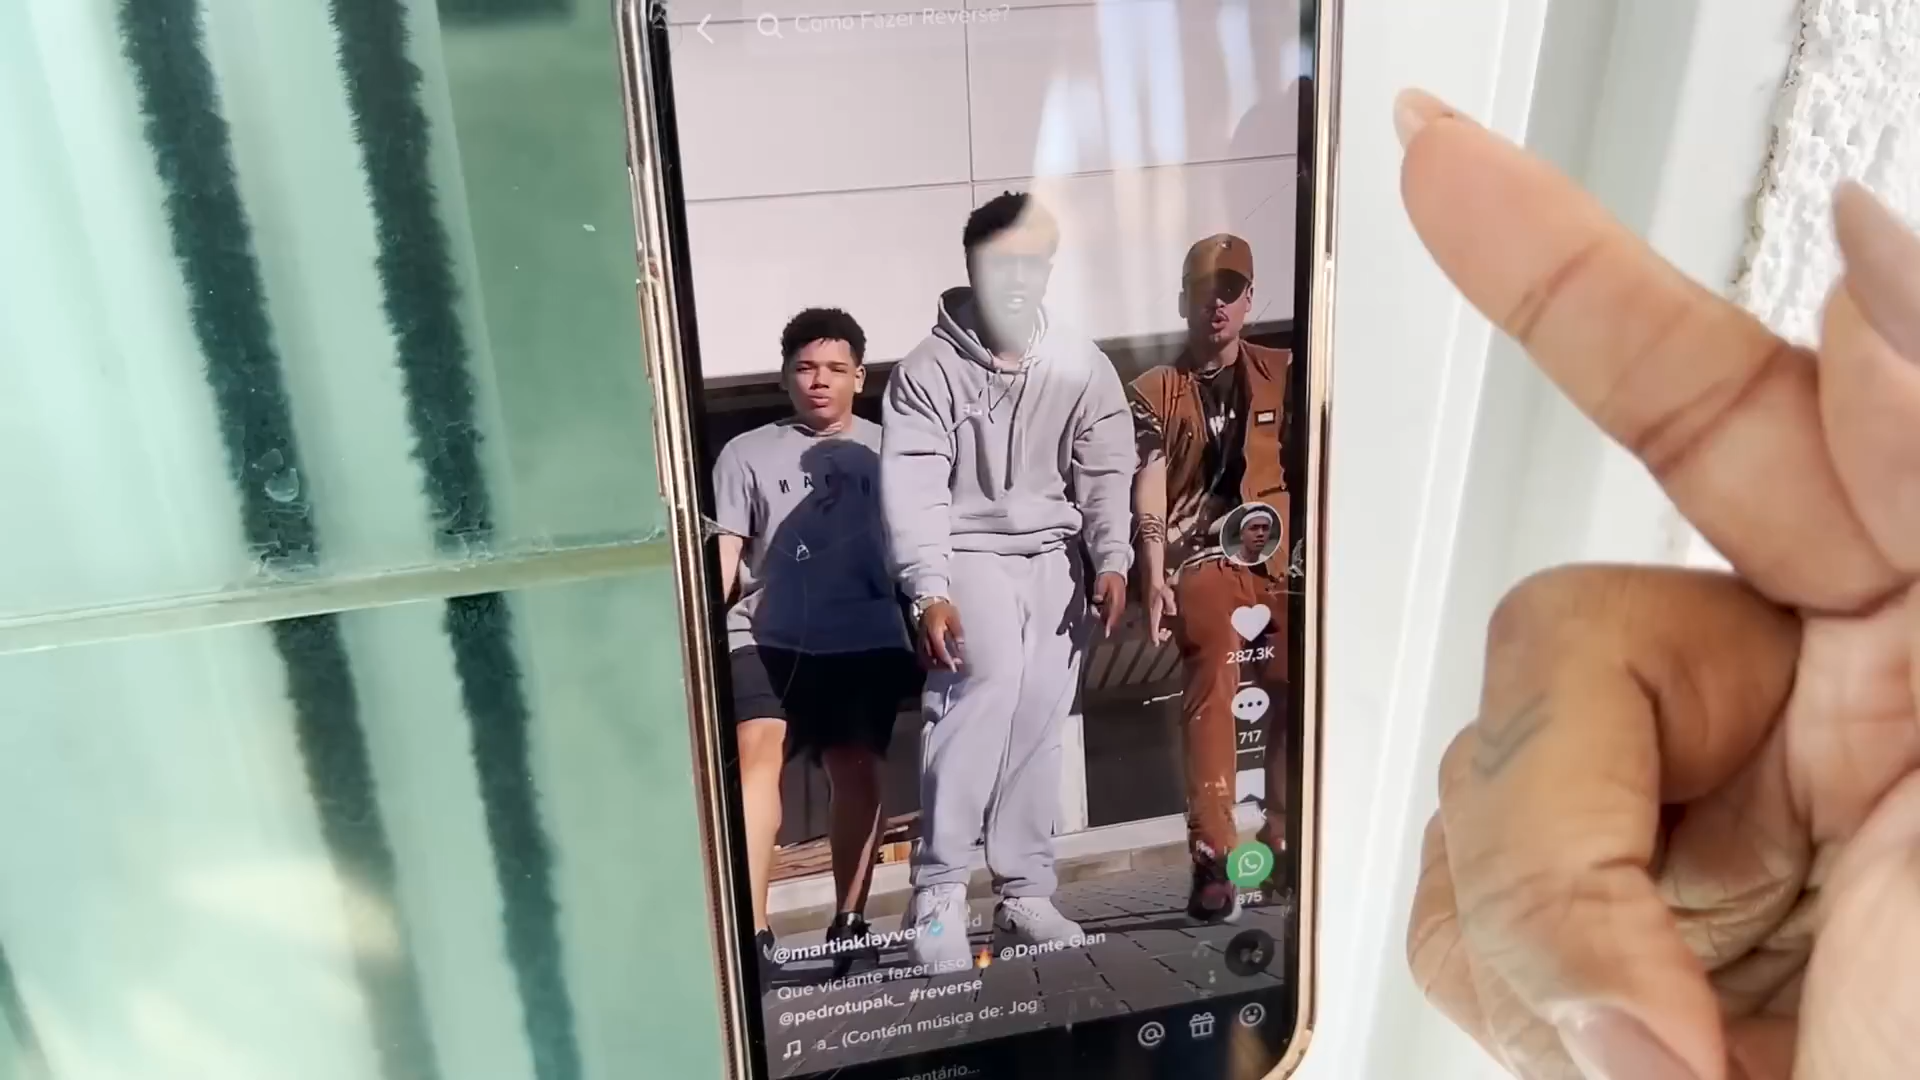 Como Fazer Reverse?
287,3K
717
875
@martinklayver
Que viciante fazer isso 🔥 @Dante Gian
@pedrotupak_ #reverse
a_ (Contém música de: Jog
mentário...